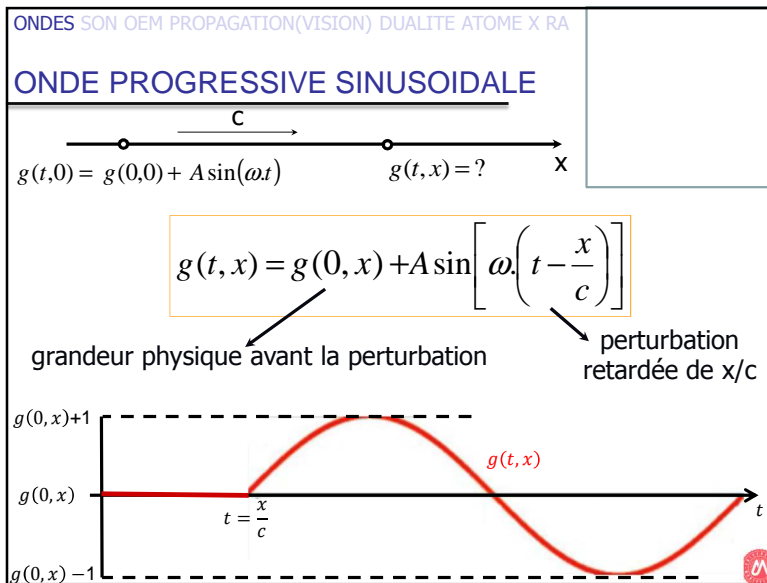 ONDES SON OEM PROPAGATION(VISION) DUALITE ATOME X RA
ONDE PROGRESSIVE SINUSOIDALE
c
g(t,0) = g(0,0) + A sin(ω.t)
g(t,x) = ?
x
g(t,x) = g(0,x) + A sin[ω.(t − x/c)]
grandeur physique avant la perturbation
perturbation
retardée de x/c
g(0,x)+1
g(t,x)
g(0,x)
t = x/c
t
g(0,x) −1